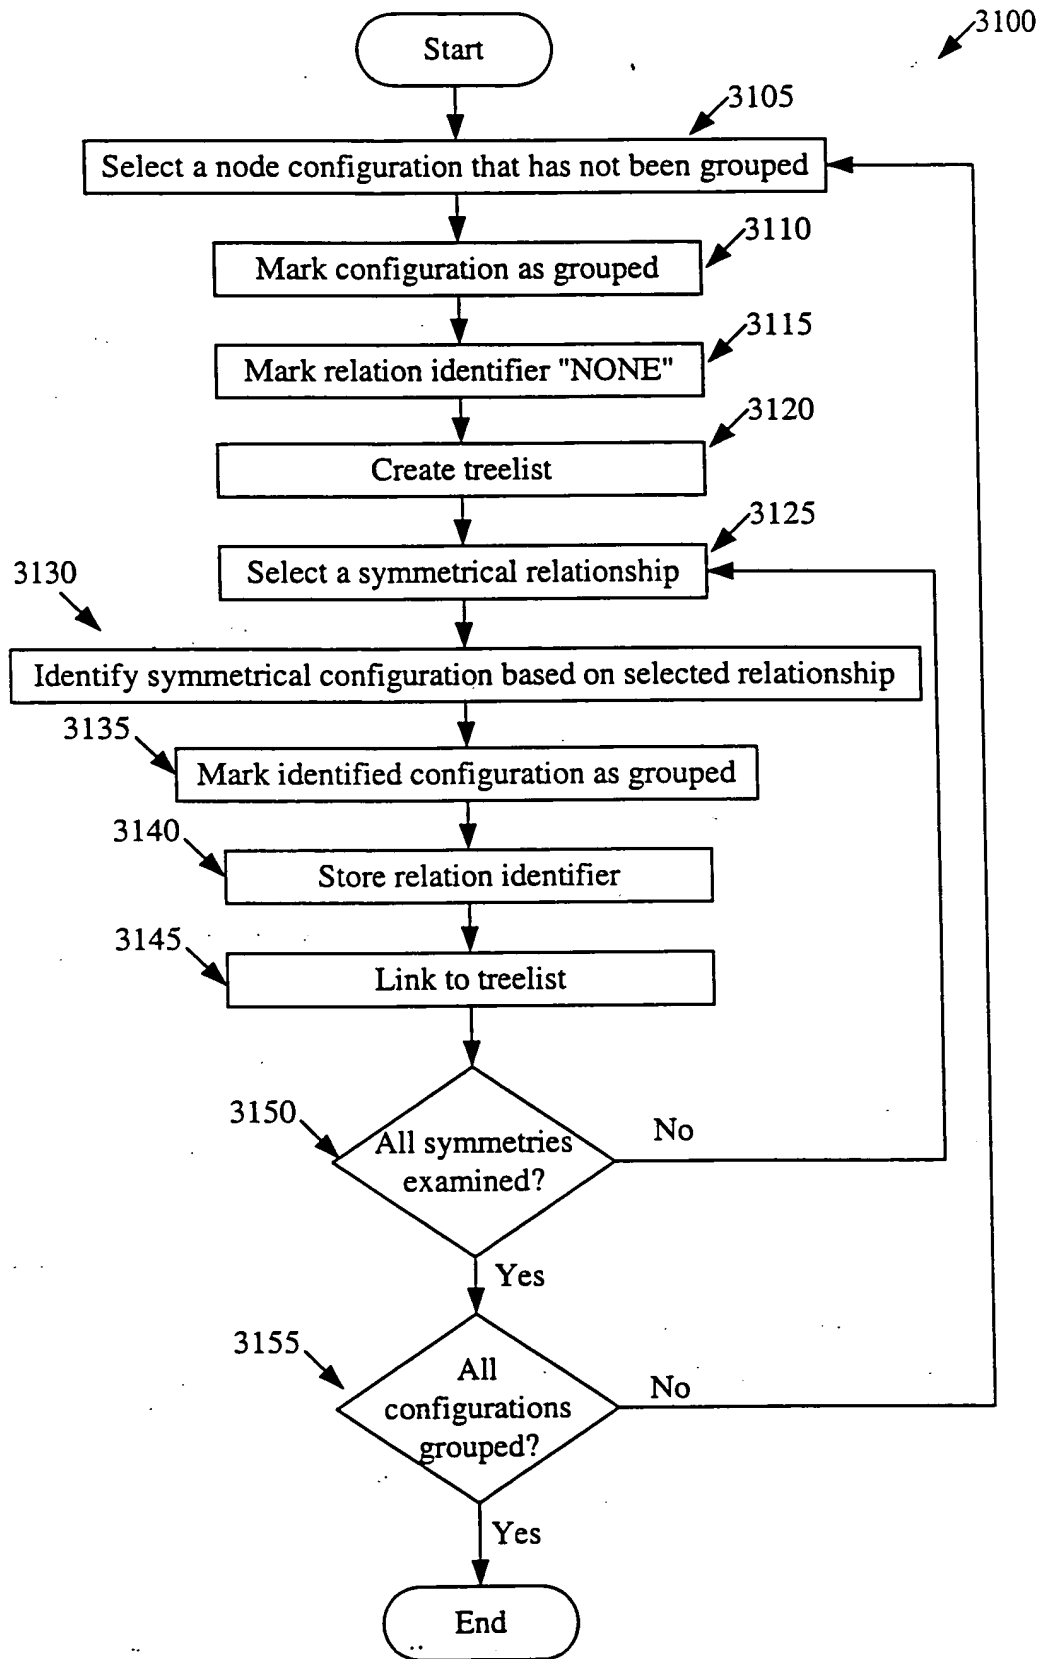 3100
Start
3105
Select a node configuration that has not been grouped
3110
Mark configuration as grouped
3115
Mark relation identifier "NONE"
3120
Create treelist
3125
Select a symmetrical relationship
3130
Identify symmetrical configuration based on selected relationship
3135
Mark identified configuration as grouped
3140
Store relation identifier
3145
Link to treelist
3150
All symmetries
examined?
No
Yes
3155
All
configurations
grouped?
No
Yes
End